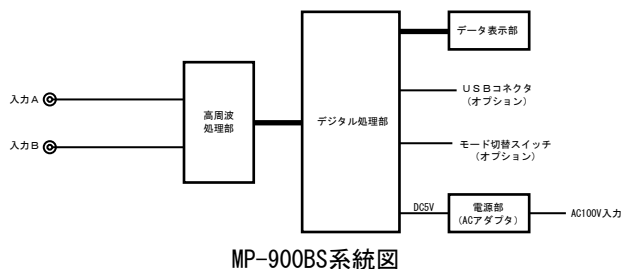 データ表示部
入力A
高周波
処理部
デジタル処理部
USBコネクタ
(オプション)
入力B
モード切替スイッチ
(オプション)
DC5V
電源部
(ACアダプタ)
AC100V入力
MP-900BS系統図